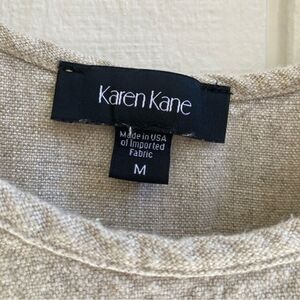 Karen Kane
Made in USA
of Imported
Fabric
M